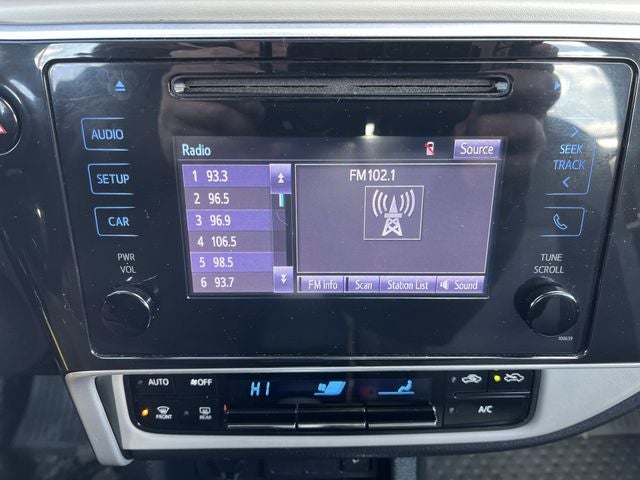 Radio
Source
1 93.3
2 96.5
3 96.9
4 106.5
5 98.5
6 93.7
FM102.1
FM Info
Scan
Station List
Sound
AUDIO
SETUP
CAR
PWR
VOL
SEEK
TRACK
TUNE
SCROLL
100639
AUTO
OFF
HI
FRONT
REAR
A/C